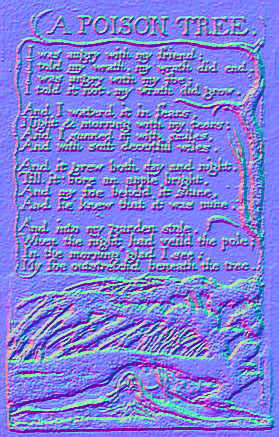 A POISON TREE.
I was angry with my friend;
I told my wrath, my wrath did end.
I was angry with my foe:
I told it not, my wrath did grow.
And I waterd it in fears,
Night & morning with my tears:
And I sunned it with smiles,
And with soft deceitful wiles.
And it grew both day and night.
Till it bore an apple bright.
And my foe beheld it shine.
And he knew that it was mine.
And into my garden stole.
When the night had veild the pole;
In the morning glad I see,
My foe outstretchd beneath the tree.